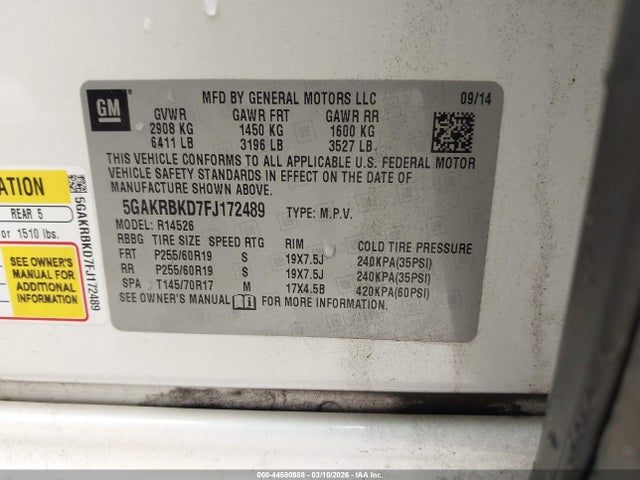 GM
MFD BY GENERAL MOTORS LLC 09/14
GVWR GAWR FRT GAWR RR
2908 KG 1450 KG 1600 KG
6411 LB 3196 LB 3527 LB
THIS VEHICLE CONFORMS TO ALL APPLICABLE U.S. FEDERAL MOTOR
VEHICLE SAFETY STANDARDS IN EFFECT ON THE DATE OF
MANUFACTURE SHOWN ABOVE.
5GAKRBKD7FJ172489 TYPE: M.P.V.
MODEL: R14526
RBBG TIRE SIZE SPEED RTG RIM COLD TIRE PRESSURE
FRT P255/60R19 S 19X7.5J 240KPA(35PSI)
RR P255/60R19 S 19X7.5J 240KPA(35PSI)
SPA T145/70R17 M 17X4.5B 420KPA(60PSI)
SEE OWNER'S MANUAL FOR MORE INFORMATION.
ATION
REAR 5
or 1510 lbs.
SEE OWNER'S
MANUAL FOR
ADDITIONAL
INFORMATION
5GAKRBKD7FJ172489
000-44580988 - 03/10/2026 - IAA Inc.